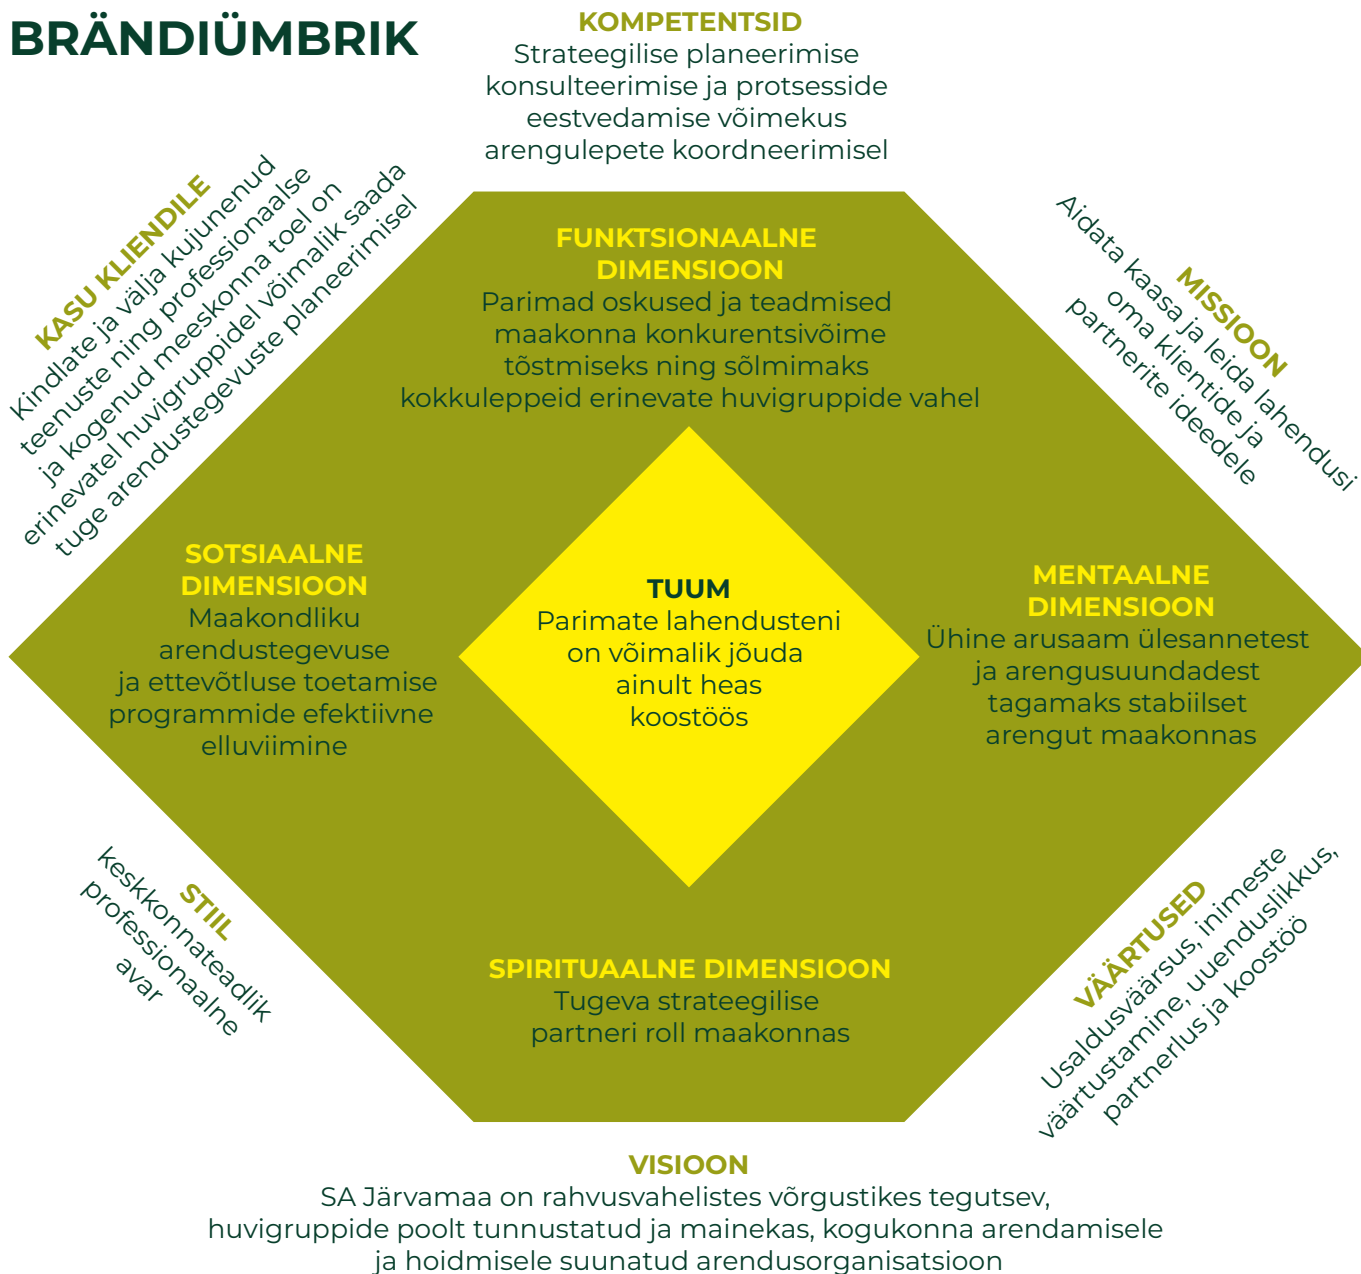 BRÄNDIÜMBRIK
KOMPETENTSID
Strateegilise planeerimise
konsulteerimise ja protsesside
eestvedamise võimekus
arengulepete koordneerimisel
KASU KLIENDILE
Kindlate ja välja kujunenud
teenuste ning professionaalse
ja kogenud meeskonna toel on
erinevatel huvigruppidel võimalik saada
tuge arendustegevuste planeerimisel
MISSIOON
Aidata kaasa ja leida lahendusi
oma klientide ja
partnerite ideedele
FUNKTSIONAALNE
DIMENSIOON
Parimad oskused ja teadmised
maakonna konkurentsivõime
tõstmiseks ning sõlmimaks
kokkuleppeid erinevate huvigruppide vahel
SOTSIAALNE
DIMENSIOON
Maakondliku
arendustegevuse
ja ettevõtluse toetamise
programmide efektiivne
elluviimine
TUUM
Parimate lahendusteni
on võimalik jõuda
ainult heas
koostöös
MENTAALNE
DIMENSIOON
Ühine arusaam ülesannetest
ja arengusuundadest
tagamaks stabiilset
arengut maakonnas
STIIL
keskkonnateadlik
professionaalne
avar
SPIRITUAALNE DIMENSIOON
Tugeva strateegilise
partneri roll maakonnas
VÄÄRTUSED
Usaldusväärsus, inimeste
väärtustamine, uuenduslikkus,
partnerlus ja koostöö
VISIOON
SA Järvamaa on rahvusvahelistes võrgustikes tegutsev,
huvigruppide poolt tunnustatud ja mainekas, kogukonna arendamisele
ja hoidmisele suunatud arendusorganisatsioon